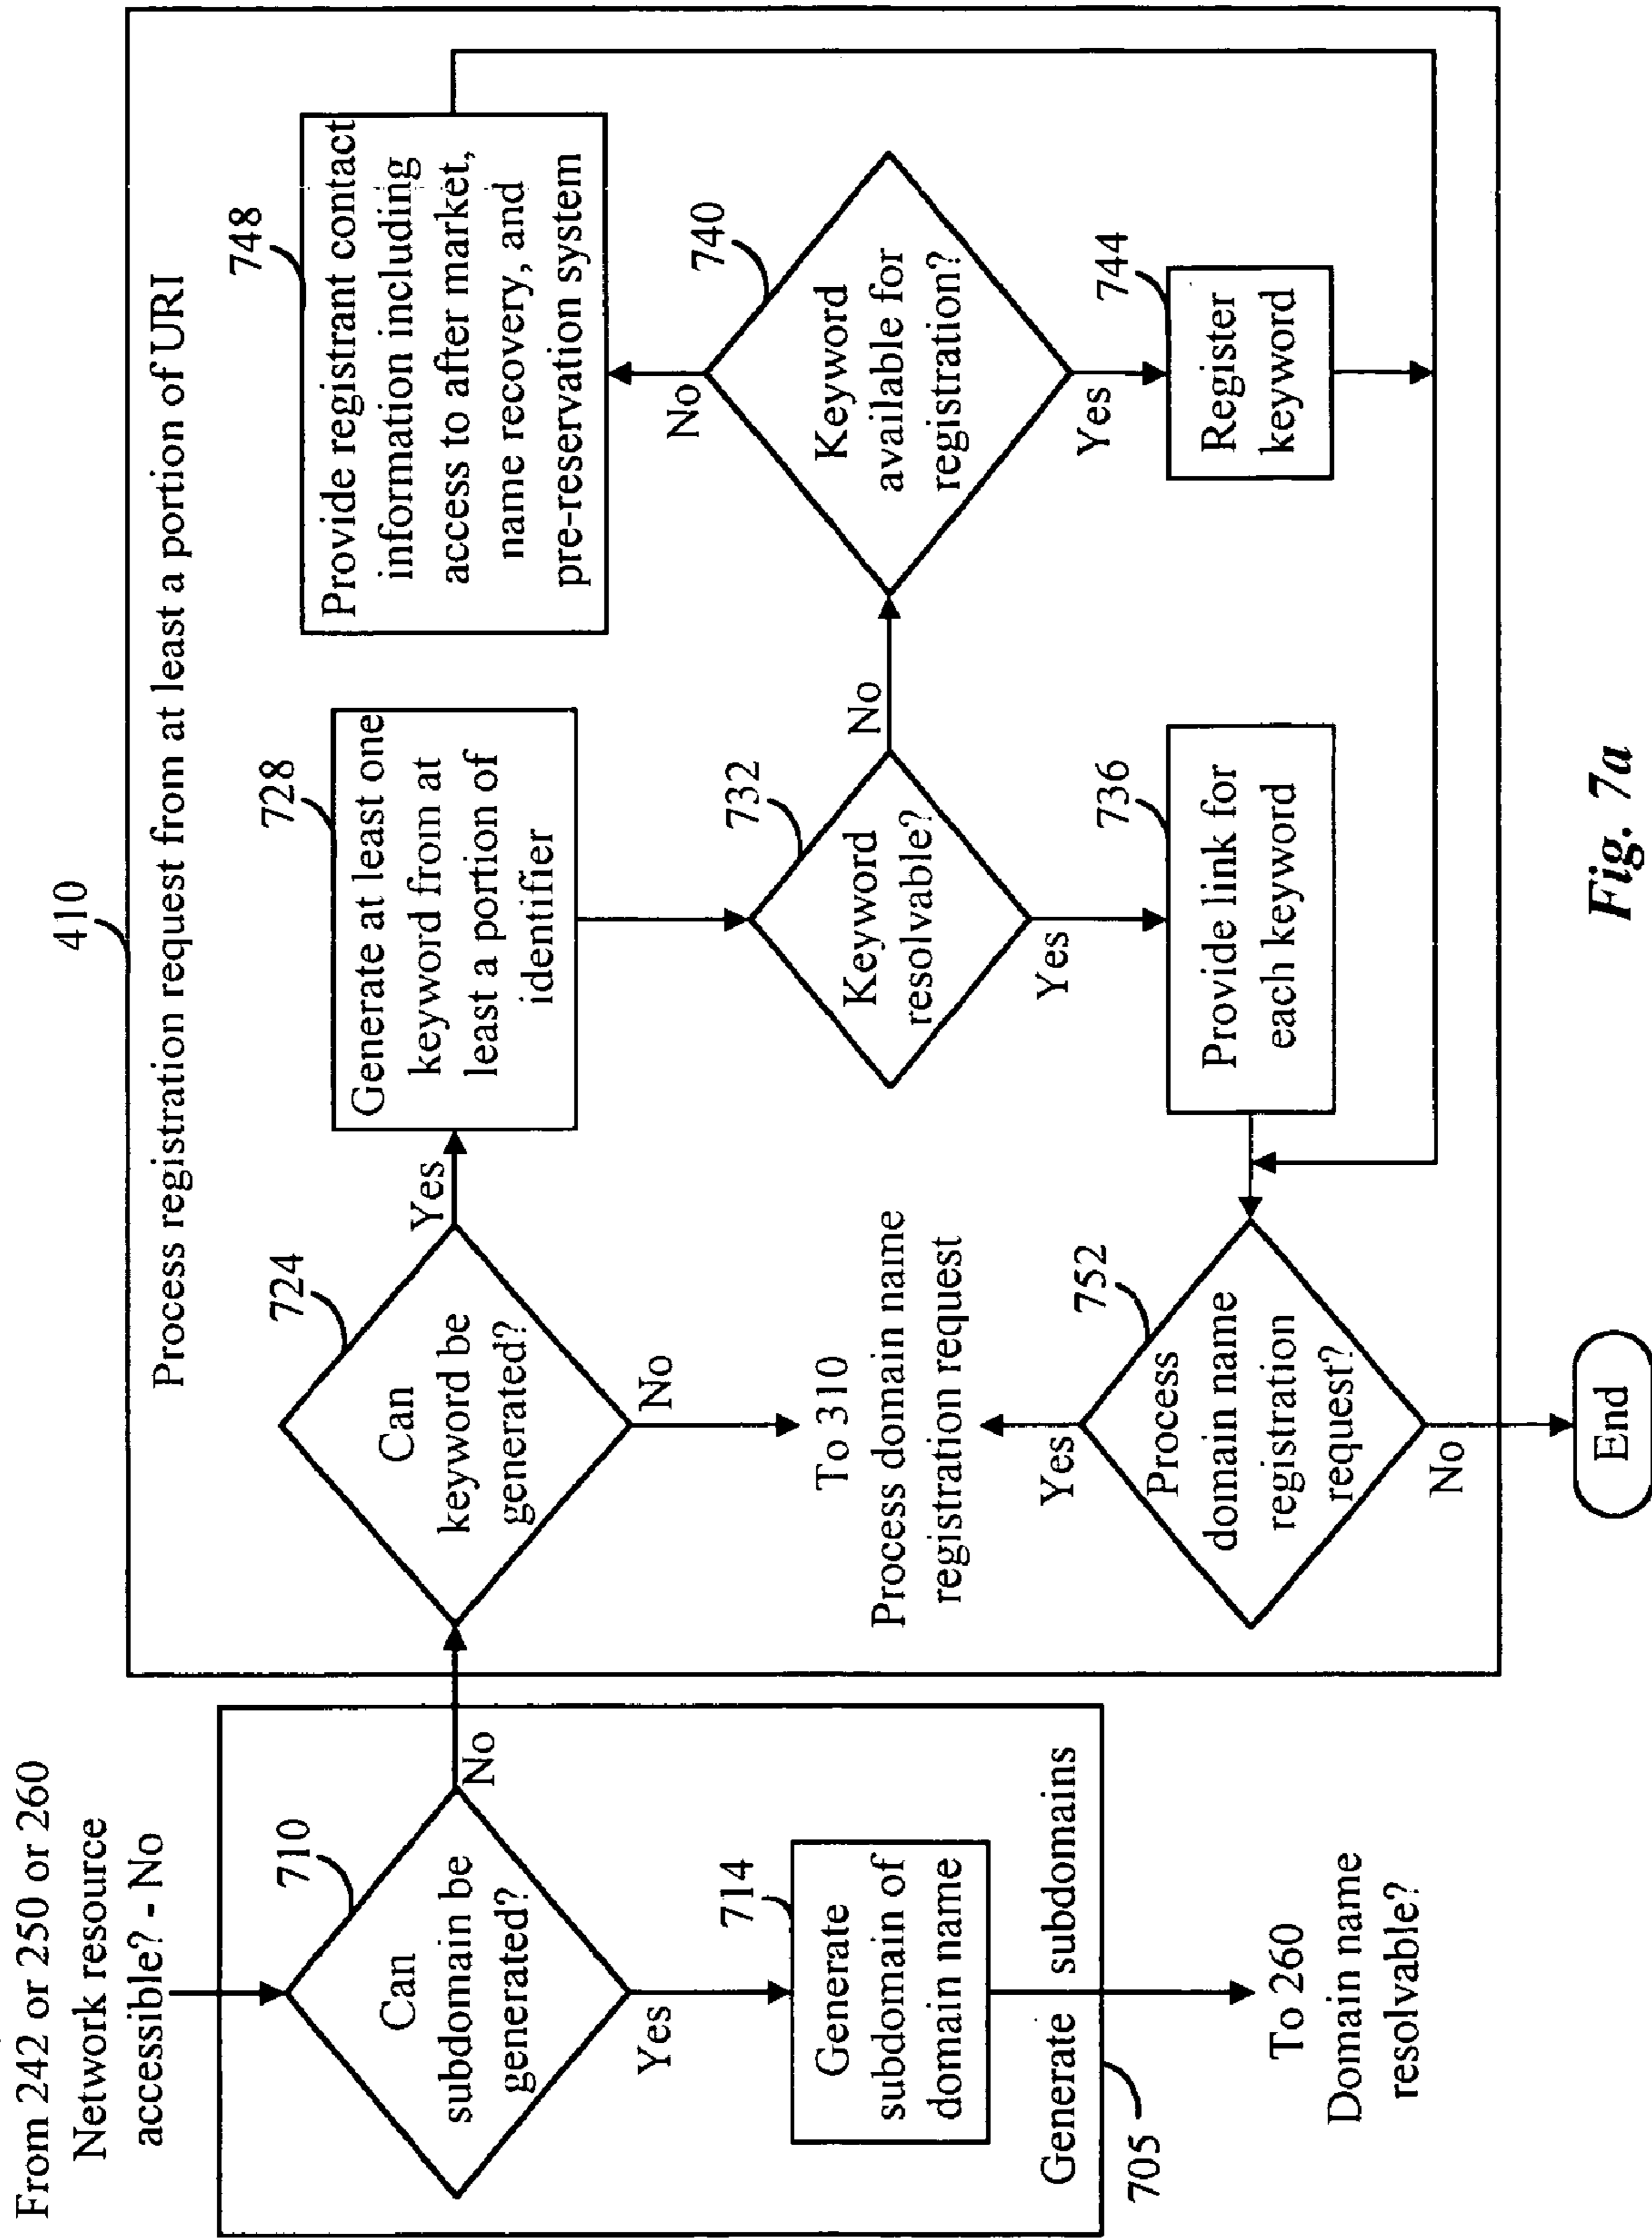 From 242 or 250 or 260
Network resource
accessible? - No
710
Can
subdomain be
generated?
No
Yes
714
Generate
subdomain of
domain name
Generate subdomains
705
To 260
Domain name
resolvable?
410
Process registration request from at least a portion of URI
724
Can
keyword be
generated?
Yes
No
To 310
Process domain name
registration request
728
Generate at least one
keyword from at
least a portion of
identifier
732
Keyword
resolvable?
No
Yes
736
Provide link for
each keyword
748
Provide registrant contact
information including
access to after market,
name recovery, and
pre-reservation system
No
740
Keyword
available for
registration?
Yes
744
Register
keyword
Yes
752
Process
domain name
registration
request?
No
End
Fig. 7a